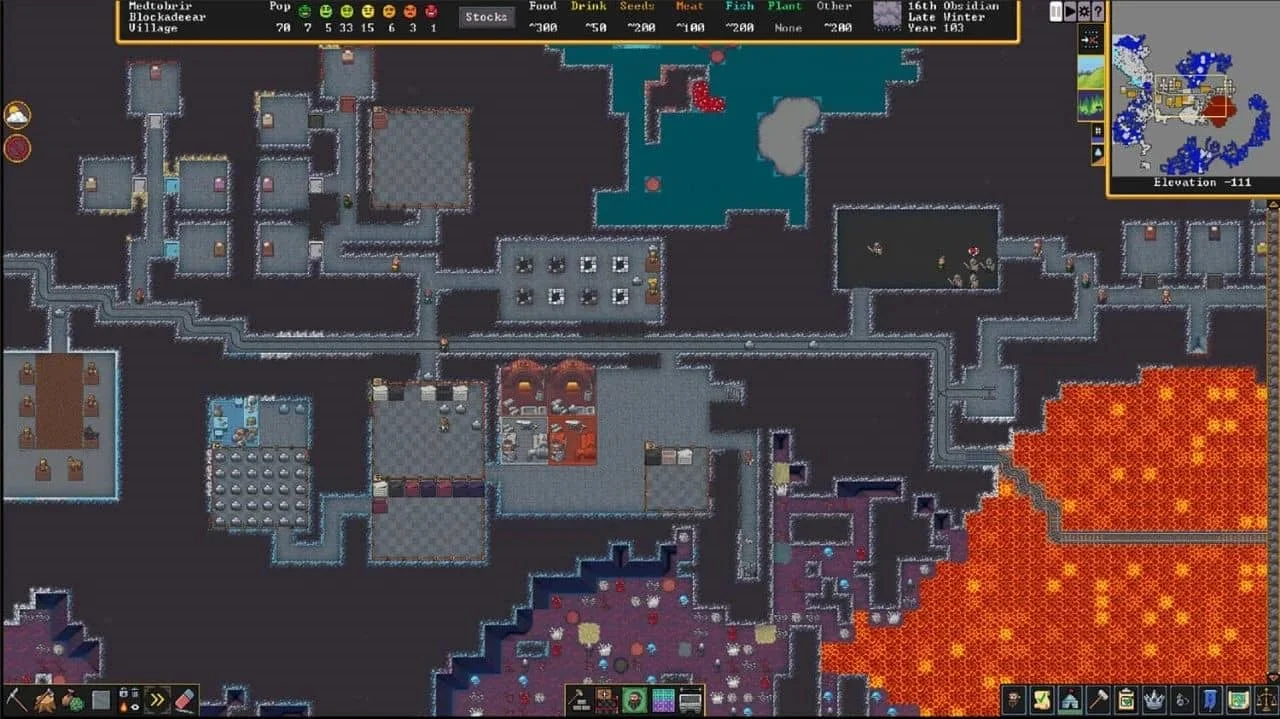 Medtobrir
Blockadeear
Village
Pop
70 7 5 33 15 6 3 1
Stocks
Food Drink Seeds Meat Fish Plant Other
~300 ~50 ~200 ~100 ~200 None ~200
16th Obsidian
Late Winter
Year 103
?
Elevation -111